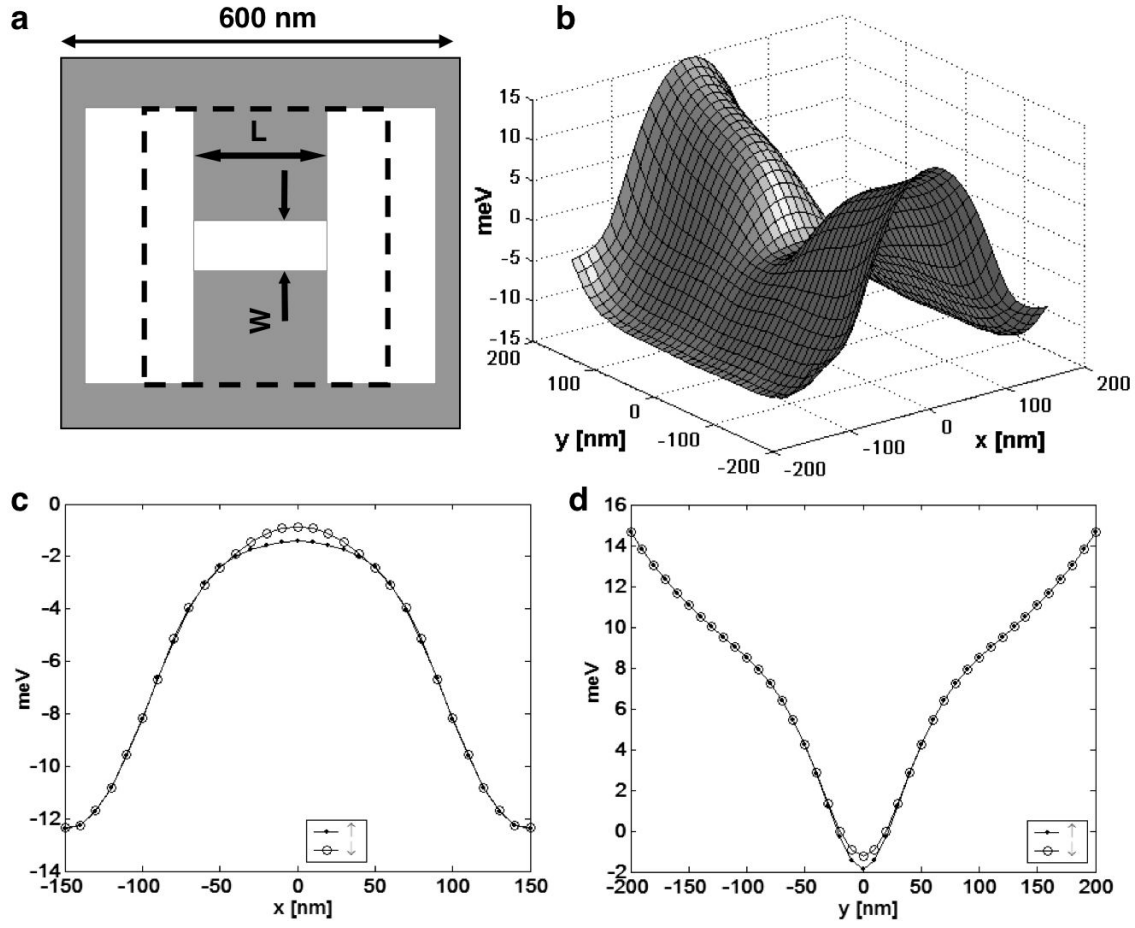 a
600 nm
L
W
b
15
10
5
0
-5
-10
-15
meV
200
100
0
-100
-200
y [nm]
-200
-100
0
100
200
x [nm]
c
0
-2
-4
-6
-8
-10
-12
-14
meV
-150 -100 -50 0 50 100 150
x [nm]
↑
↓
d
16
14
12
10
8
6
4
2
0
-2
meV
-200 -150 -100 -50 0 50 100 150 200
y [nm]
↑
↓